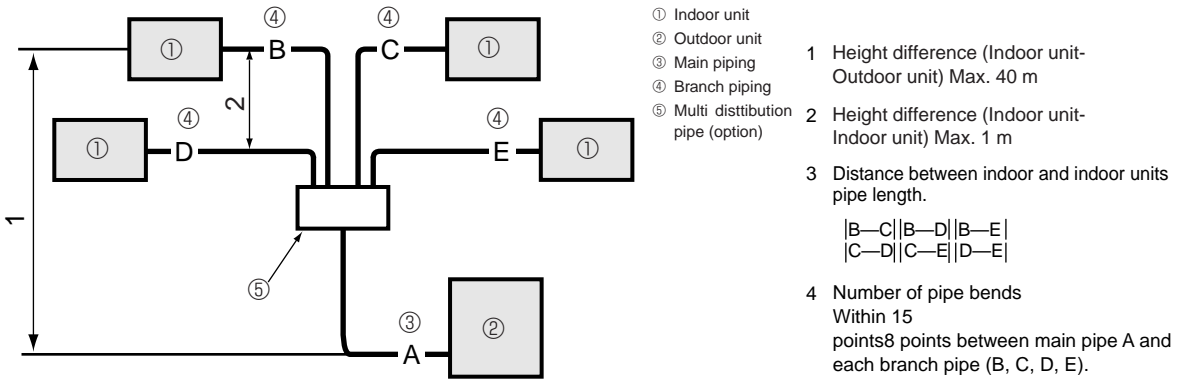 ④
④
①
B
C
①
2
④
④
①
D
E
①
1
⑤
③
②
A
① Indoor unit
② Outdoor unit
③ Main piping
④ Branch piping
⑤ Multi disttibution
pipe (option)
1 Height difference (Indoor unit-
Outdoor unit) Max. 40 m
2 Height difference (Indoor unit-
Indoor unit) Max. 1 m
3 Distance between indoor and indoor units
pipe length.
|B—C||B—D||B—E|
|C—D||C—E||D—E|
4 Number of pipe bends
Within 15
points8 points between main pipe A and
each branch pipe (B, C, D, E).